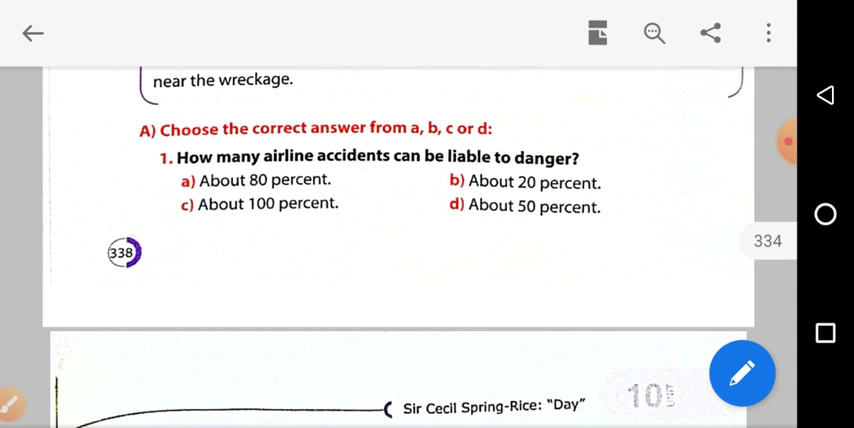 near the wreckage.
A) Choose the correct answer from a, b, c or d:
1. How many airline accidents can be liable to danger?
a) About 80 percent.
b) About 20 percent.
c) About 100 percent.
d) About 50 percent.
338
334
Sir Cecil Spring-Rice: "Day"
10 UNIT